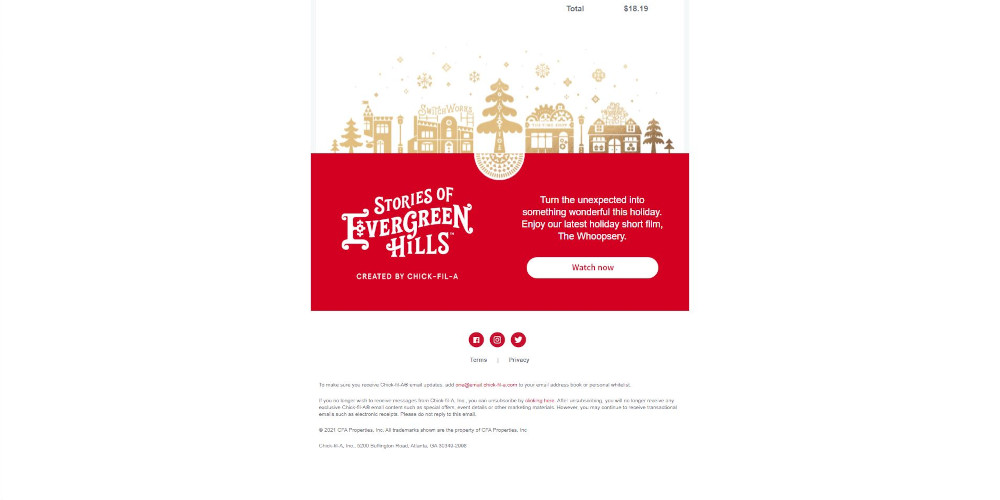 Total $18.19
STITCHWORKS
STORIES OF
EVERGREEN
HILLS™
CREATED BY CHICK-FIL-A
Turn the unexpected into
something wonderful this holiday.
Enjoy our latest holiday short film,
The Whoopsery.
Watch now
Terms | Privacy
To make sure you receive Chick-fil-A® email updates, add one@email.chick-fil-a.com to your email address book or personal whitelist.
If you no longer wish to receive messages from Chick-fil-A, Inc., you can unsubscribe by clicking here. After unsubscribing, you will no longer receive any
exclusive Chick-fil-A® email content such as special offers, event details or other marketing materials. However, you may continue to receive transactional
emails such as electronic receipts. Please do not reply to this email.
© 2021 CFA Properties, Inc. All trademarks shown are the property of CFA Properties, Inc
Chick-fil-A, Inc., 5200 Buffington Road, Atlanta, GA 30349-2998